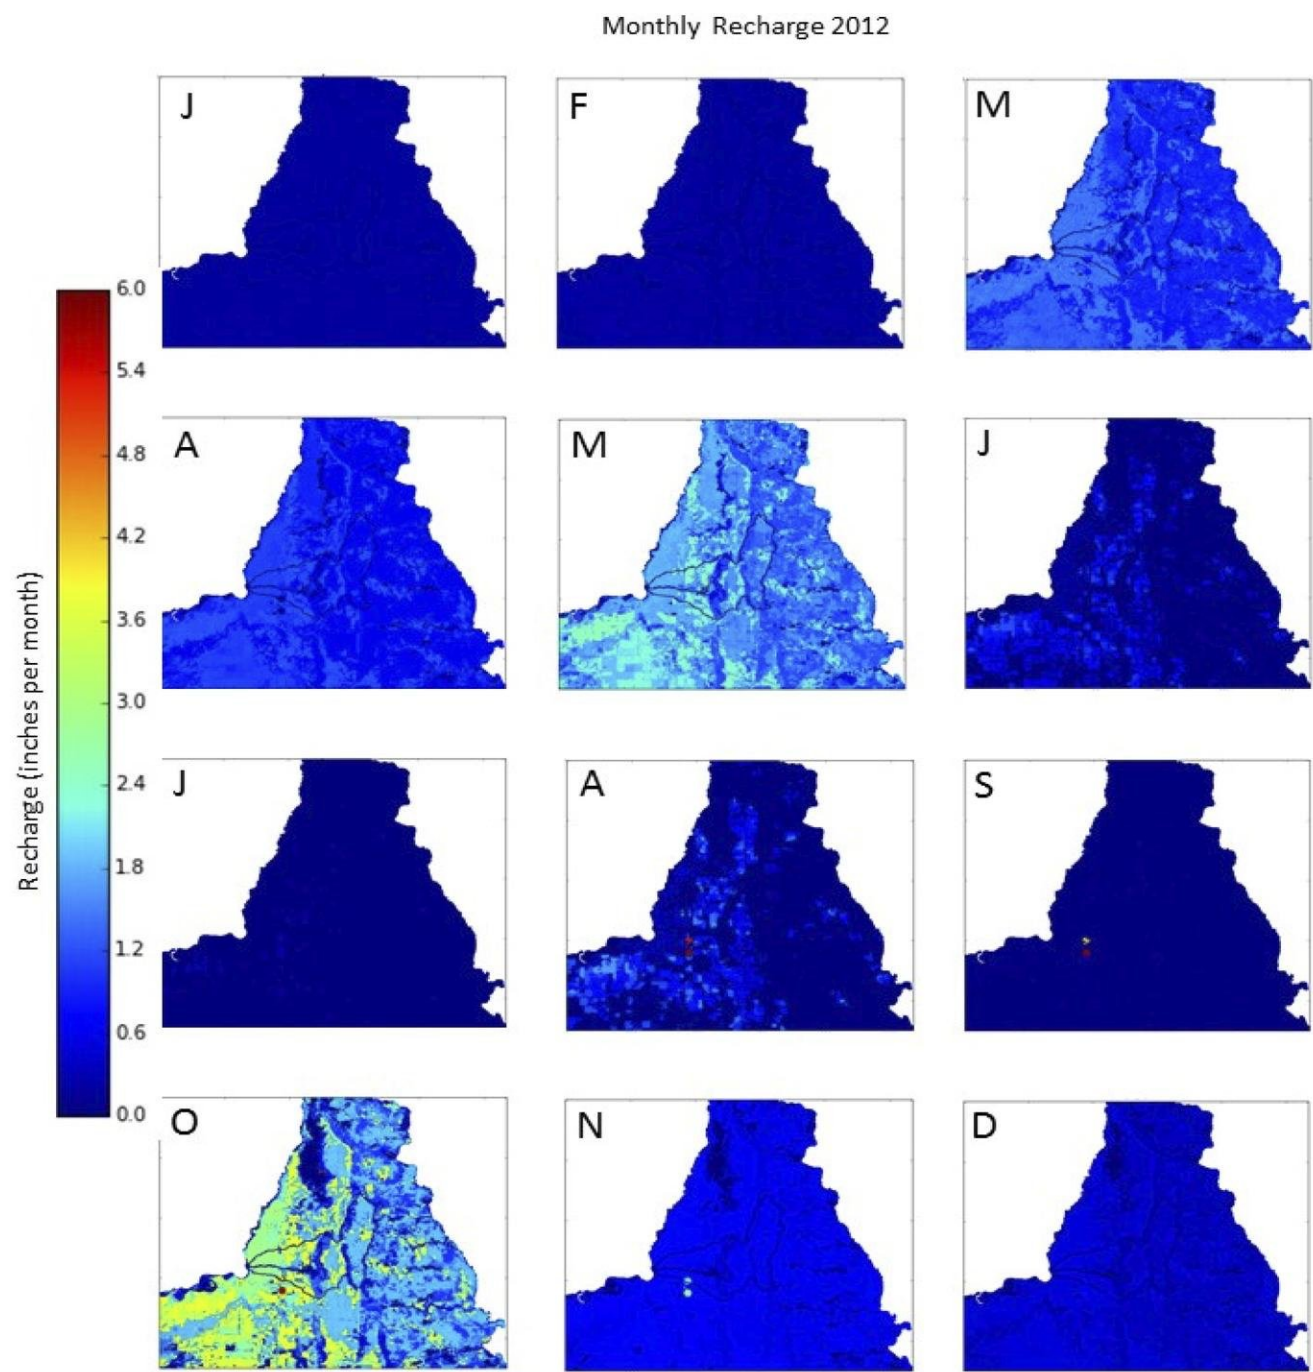 Monthly Recharge 2012
J
F
M
A
M
J
J
A
S
O
N
D
Recharge (inches per month)
6.0
5.4
4.8
4.2
3.6
3.0
2.4
1.8
1.2
0.6
0.0